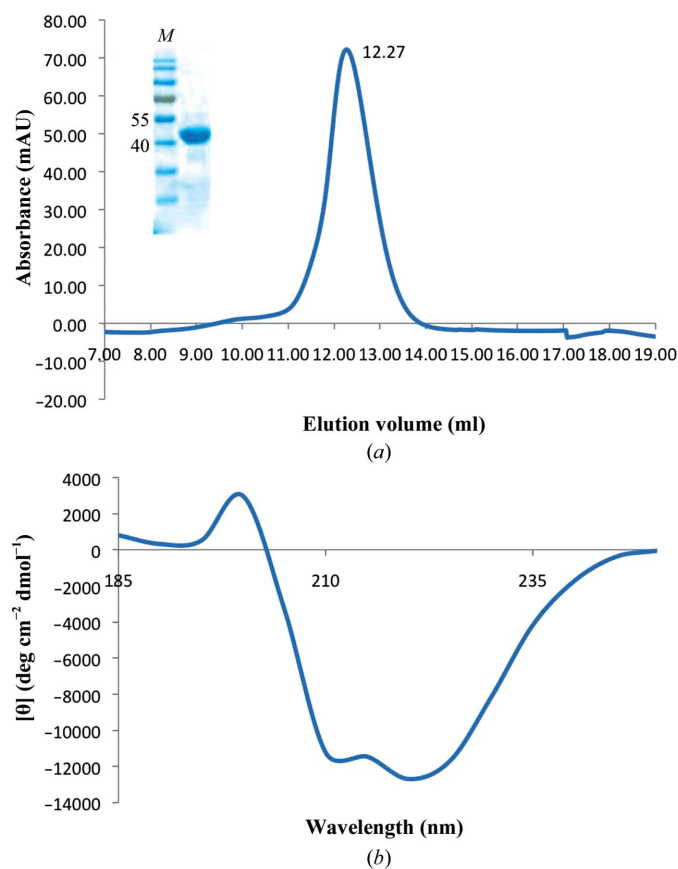 80.00
M
70.00
12.27
60.00
55
50.00
40
40.00
30.00
20.00
10.00
0.00
7.00 8.00 9.00 10.00 11.00 12.00 13.00 14.00 15.00 16.00 17.00 18.00 19.00
−10.00
−20.00
Absorbance (mAU)
Elution volume (ml)
(a)
4000
2000
0
185 210 235
−2000
−4000
−6000
−8000
−10000
−12000
−14000
[θ] (deg cm⁻² dmol⁻¹)
Wavelength (nm)
(b)